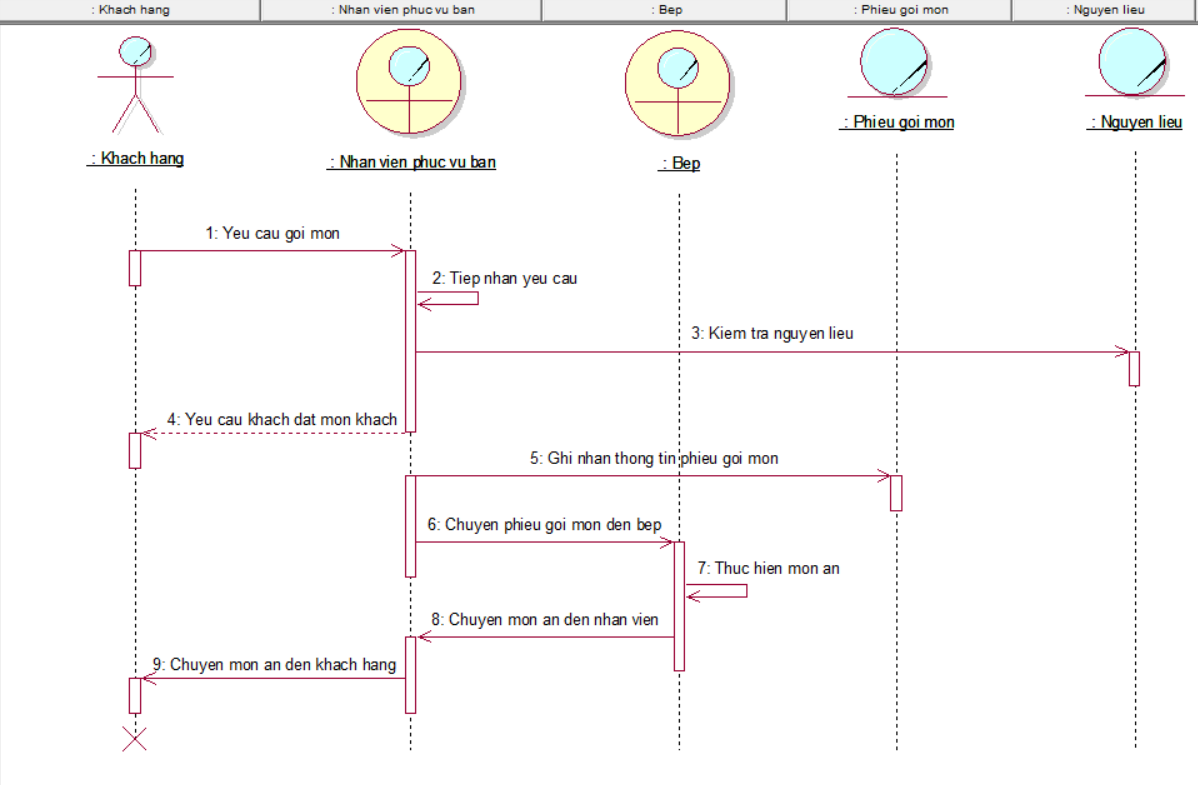 : Khach hang
: Nhan vien phuc vu ban
: Bep
: Phieu goi mon
: Nguyen lieu
: Khach hang
: Nhan vien phuc vu ban
: Bep
: Phieu goi mon
: Nguyen lieu
1: Yeu cau goi mon
2: Tiep nhan yeu cau
3: Kiem tra nguyen lieu
4: Yeu cau khach dat mon khach
5: Ghi nhan thong tin phieu goi mon
6: Chuyen phieu goi mon den bep
7: Thuc hien mon an
8: Chuyen mon an den nhan vien
9: Chuyen mon an den khach hang